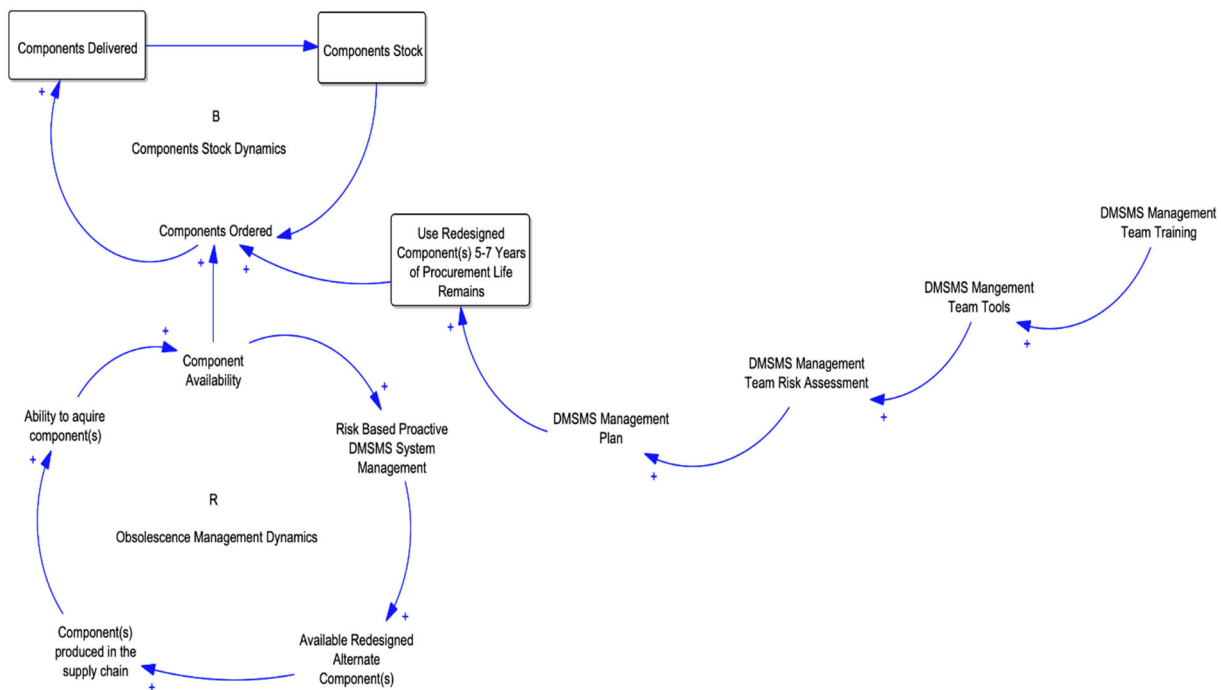 Components Delivered
Components Stock
+
B
Components Stock Dynamics
Components Ordered
+
+
Use Redesigned
Component(s) 5-7 Years
of Procurement Life
Remains
+
DMSMS Management
Team Training
DMSMS Mangement
Team Tools
+
DMSMS Management
Team Risk Assessment
+
DMSMS Management
Plan
+
+
Component
Availability
+
Risk Based Proactive
DMSMS System
Management
Ability to aquire
component(s)
+
R
Obsolescence Management Dynamics
+
Available Redesigned
Alternate
Component(s)
Component(s)
produced in the
supply chain
+